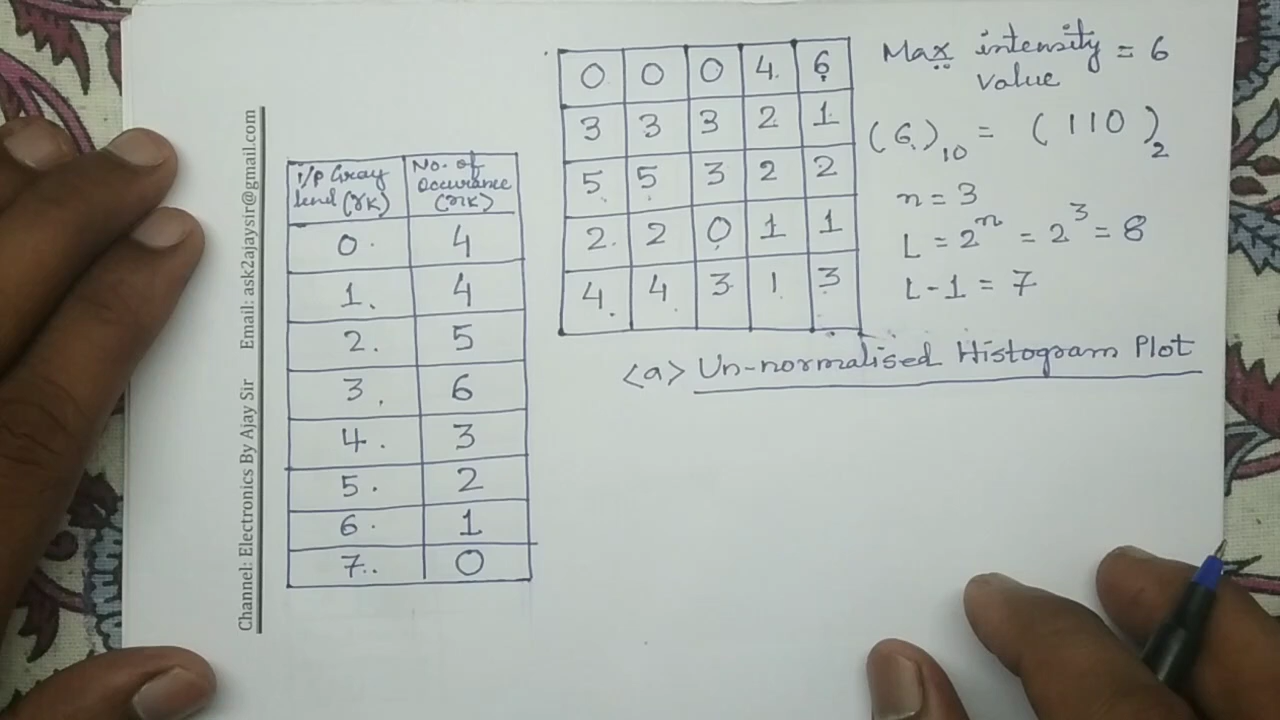 Channel: Electronics By Ajay Sir Email: ask2ajaysir@gmail.com
i/p Gray level (rK) No. of occurance (nK)
0 4
1 4
2 5
3 6
4 3
5 2
6 1
7 0
0 0 0 4 6
3 3 3 2 1
5 5 3 2 2
2 2 0 1 1
4 4 3 1 3
Max intensity value = 6
(6)10 = (110)2
n = 3
L = 2^n = 2^3 = 8
L-1 = 7
<a> Un-normalised Histogram Plot